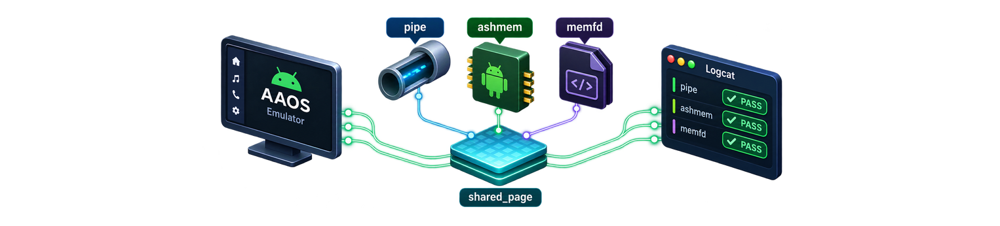 pipe
ashmem
memfd
AAOS
Emulator
</>
shared_page
Logcat
pipe
PASS
ashmem
PASS
memfd
PASS